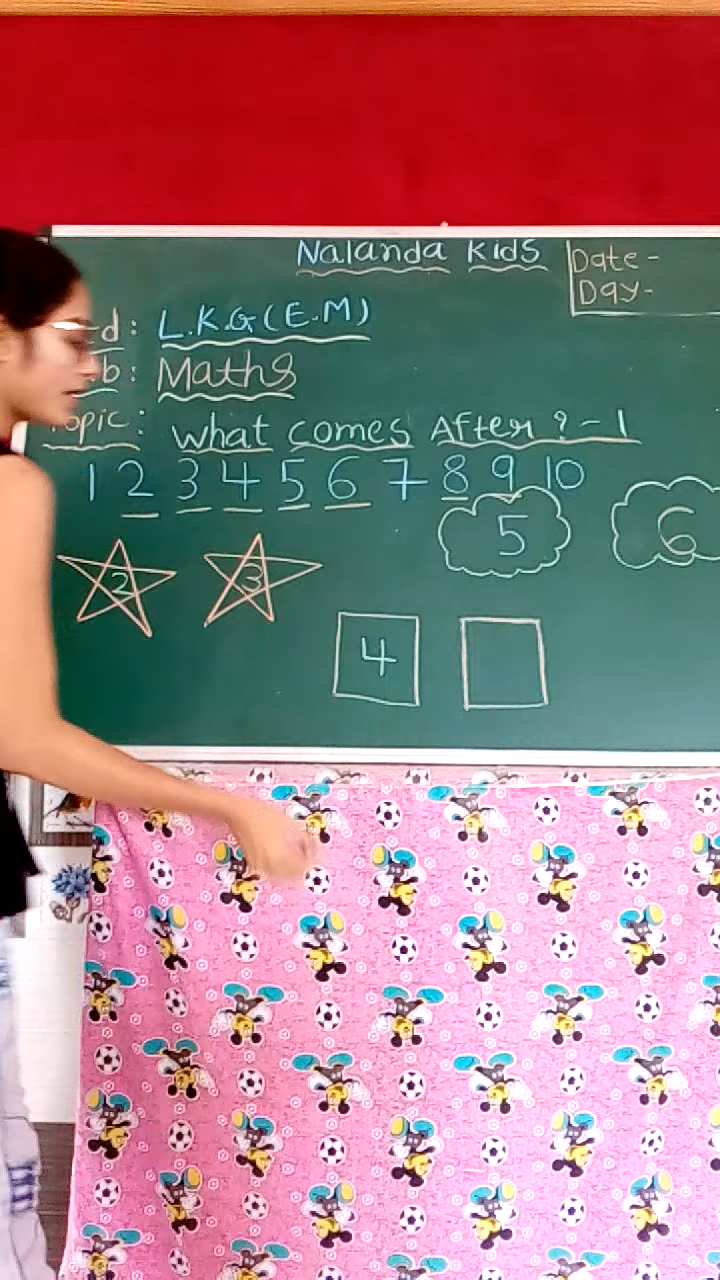 Nalanda Kids
Date-
Day-
d: L.K.G(E.M)
b: Maths
Topic: What comes After ? - 1
1 2 3 4 5 6 7 8 9 10
5 6
2 3
4